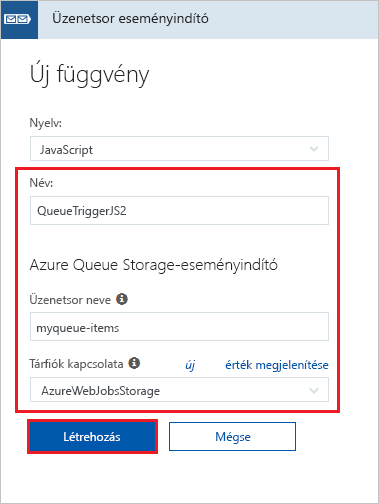 Üzenetsor eseményindító
Új függvény
Nyelv:
JavaScript
Név:
QueueTriggerJS2
Azure Queue Storage-eseményindító
Üzenetsor neve
myqueue-items
Tárfiók kapcsolata új érték megjelenítése
AzureWebJobsStorage
Létrehozás Mégse